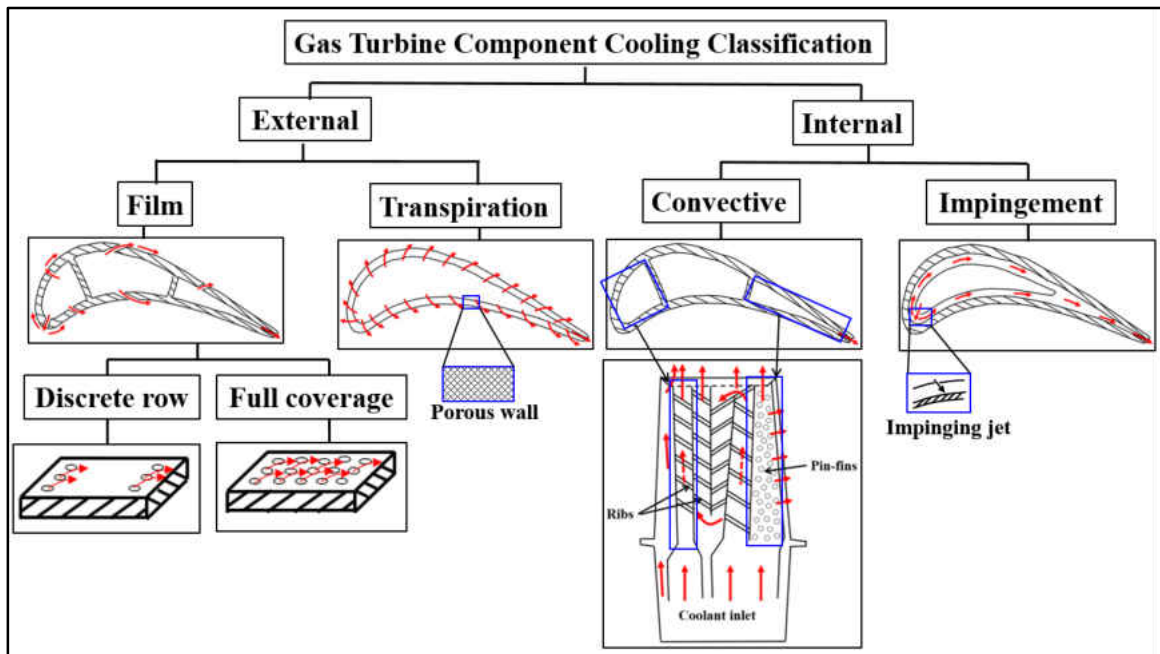 Gas Turbine Component Cooling Classification
External
Internal
Film
Transpiration
Convective
Impingement
Discrete row
Full coverage
Porous wall
Impinging jet
Pin-fins
Ribs
Coolant inlet